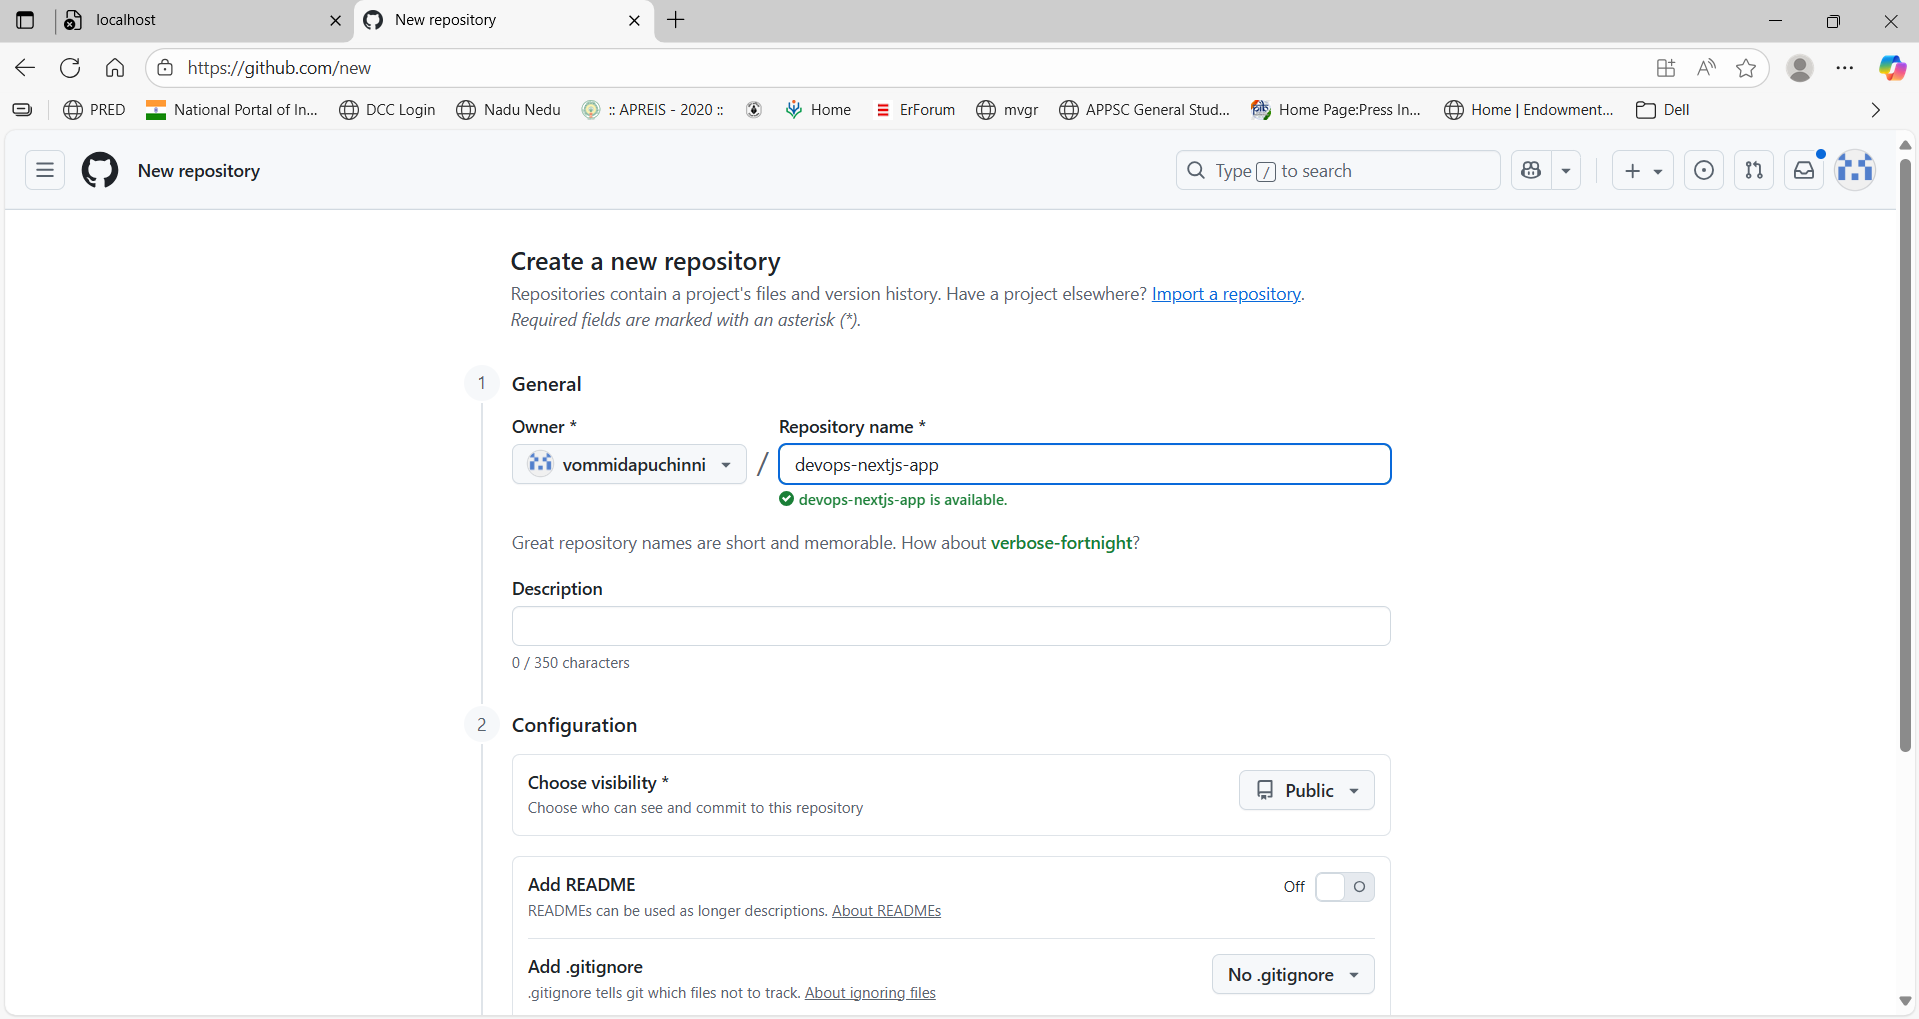 localhost
New repository
https://github.com/new
PRED
National Portal of In...
DCC Login
Nadu Nedu
:: APREIS - 2020 ::
Home
ErForum
mvgr
APPSC General Stud...
Home Page:Press In...
Home | Endowment...
Dell
New repository
Type / to search
Create a new repository
Repositories contain a project's files and version history. Have a project elsewhere? Import a repository.
Required fields are marked with an asterisk (*).
1
General
Owner *
Repository name *
vommidapuchinni
/
devops-nextjs-app
devops-nextjs-app is available.
Great repository names are short and memorable. How about verbose-fortnight?
Description
0 / 350 characters
2
Configuration
Choose visibility *
Choose who can see and commit to this repository
Public
Add README
READMEs can be used as longer descriptions. About READMEs
Off
Add .gitignore
.gitignore tells git which files not to track. About ignoring files
No .gitignore